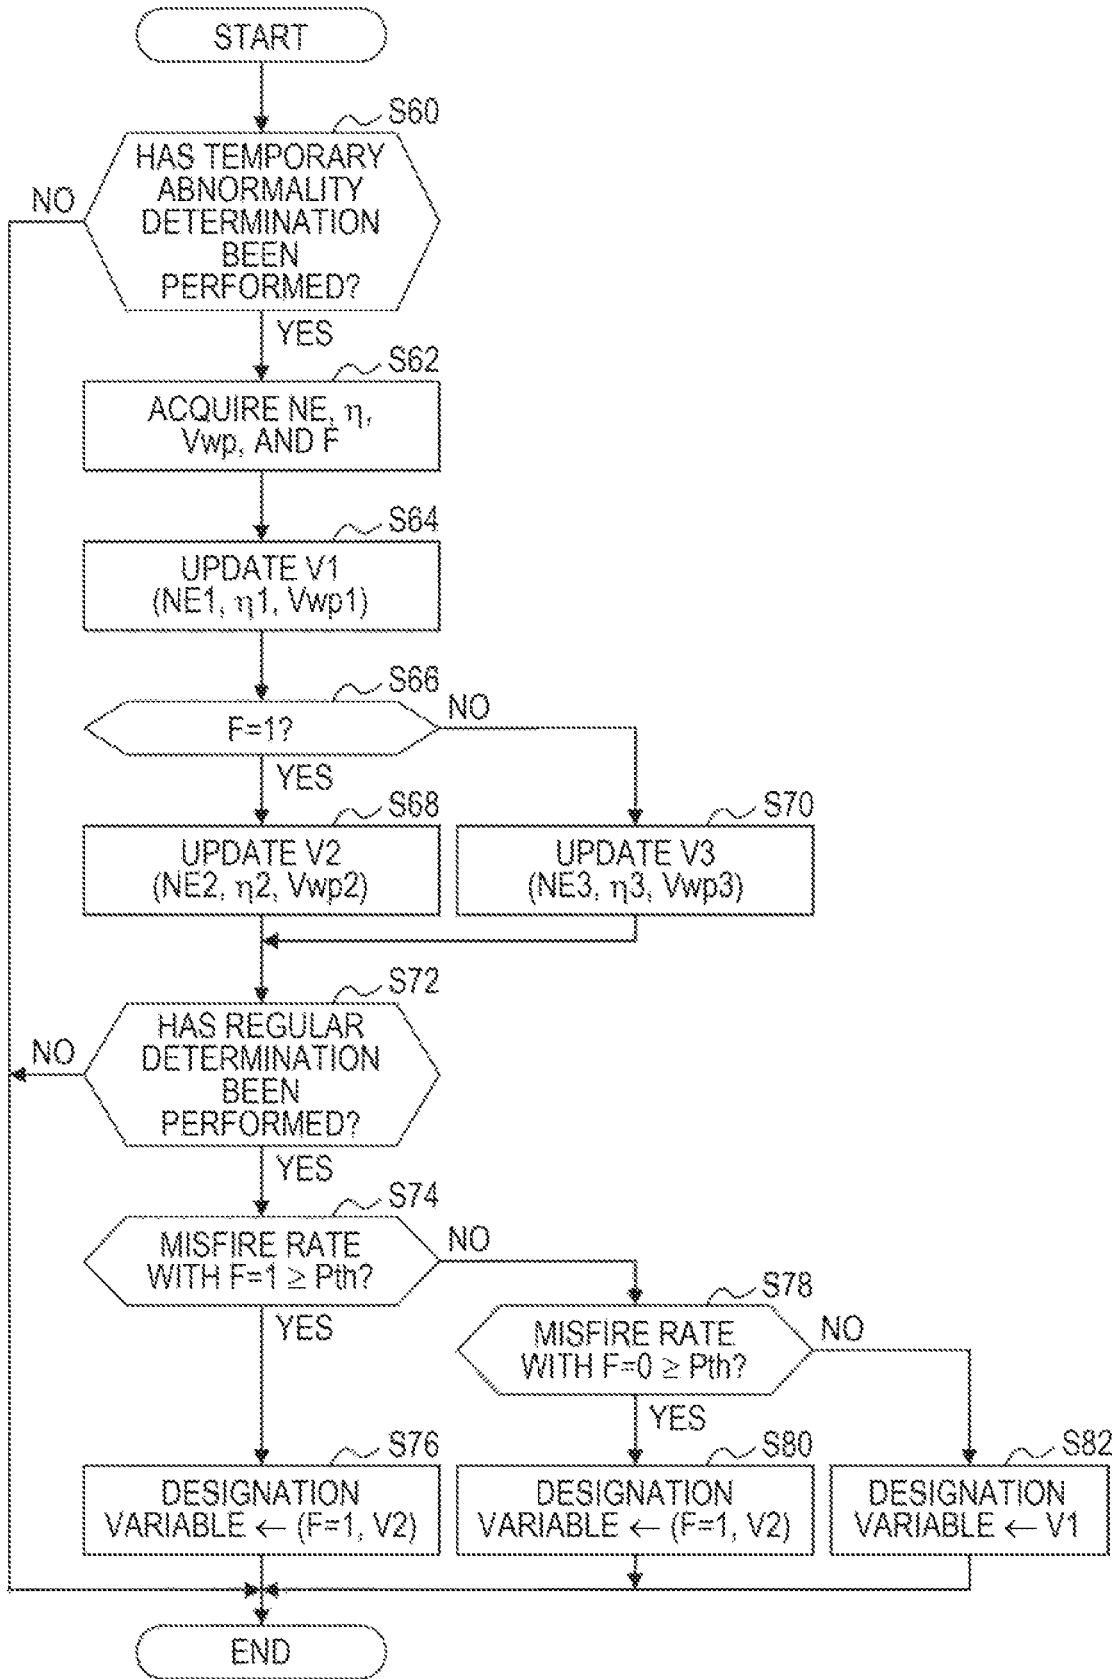 START
S60
HAS TEMPORARY
ABNORMALITY
DETERMINATION
BEEN
PERFORMED?
NO
YES
S62
ACQUIRE NE, η,
Vwp, AND F
S64
UPDATE V1
(NE1, η1, Vwp1)
S66
F=1?
NO
YES
S68
UPDATE V2
(NE2, η2, Vwp2)
S70
UPDATE V3
(NE3, η3, Vwp3)
S72
HAS REGULAR
DETERMINATION
BEEN
PERFORMED?
NO
YES
S74
MISFIRE RATE
WITH F=1 ≥ Pth?
NO
YES
S78
MISFIRE RATE
WITH F=0 ≥ Pth?
NO
YES
S76
DESIGNATION
VARIABLE ← (F=1, V2)
S80
DESIGNATION
VARIABLE ← (F=1, V2)
S82
DESIGNATION
VARIABLE ← V1
END